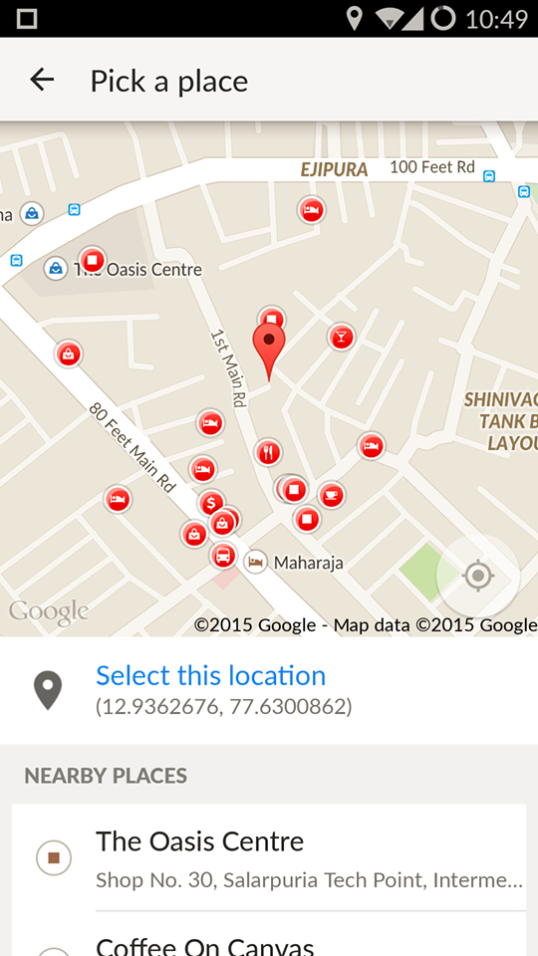 10:49
Pick a place
EJIPURA
100 Feet Rd
na
The Oasis Centre
1st Main Rd
80 Feet Main Rd
SHINIVAG
TANK B
LAYOU
$
Maharaja
Google
©2015 Google - Map data ©2015 Google
Select this location
(12.9362676, 77.6300862)
NEARBY PLACES
The Oasis Centre
Shop No. 30, Salarpuria Tech Point, Interme...
Coffee On Canvas